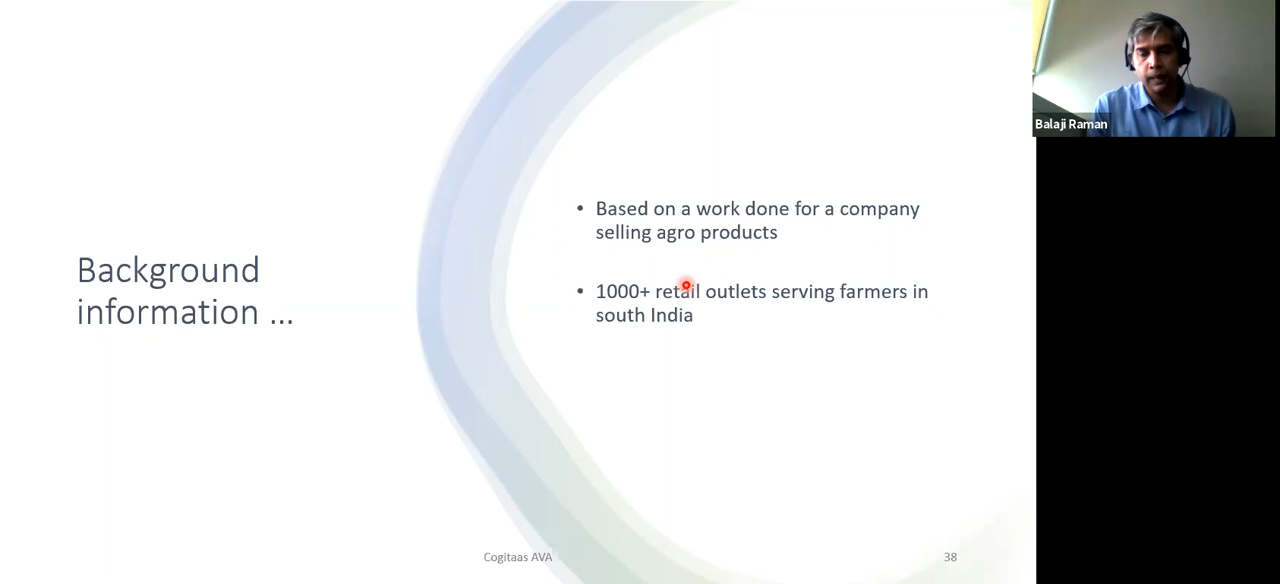 Balaji Raman
• Based on a work done for a company
selling agro products
Background
information ...
• 1000+ retail outlets serving farmers in
south India
Cogitaas AVA
38